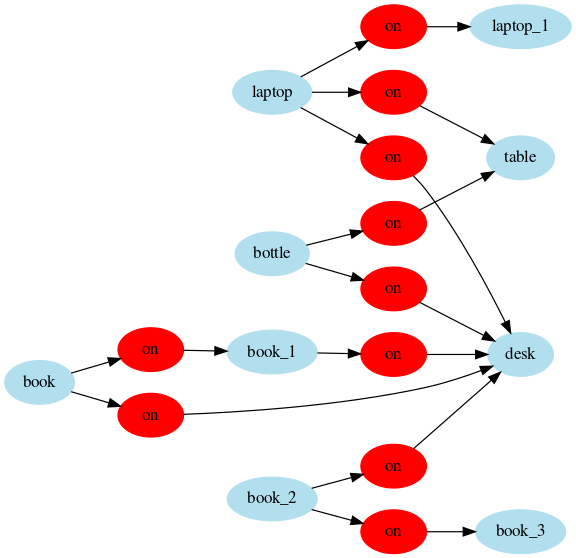 on
laptop_1
laptop
on
table
on
on
bottle
on
on
book_1
on
desk
book
on
on
book_2
on
book_3